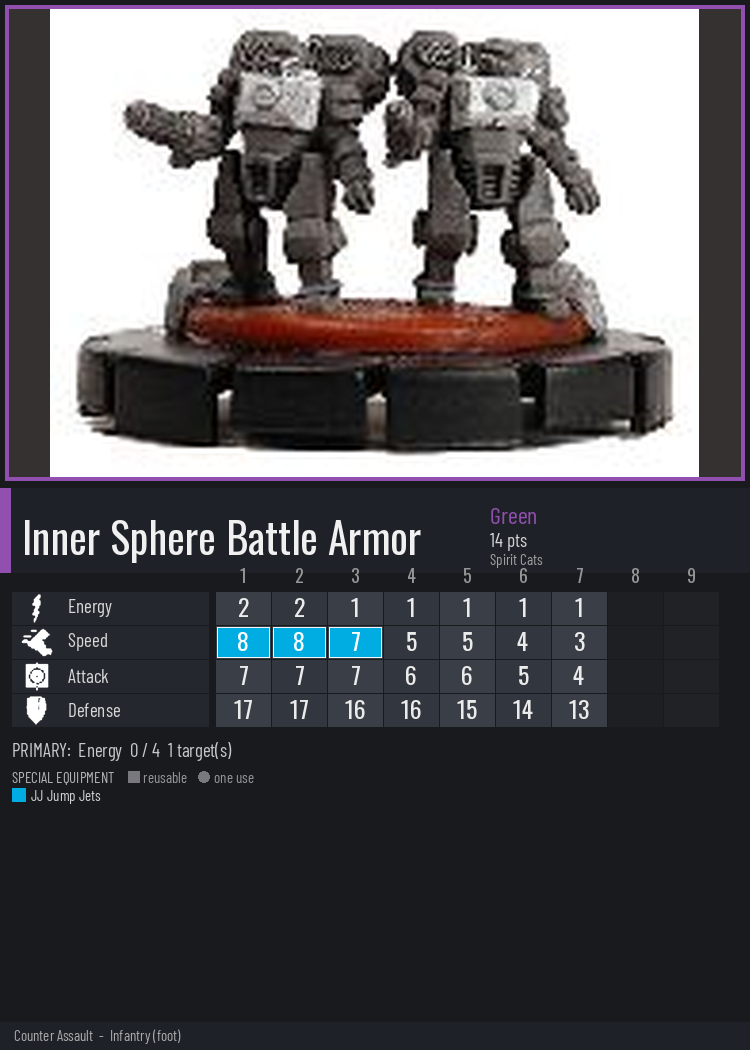 Inner Sphere Battle Armor
Green
14 pts
Spirit Cats
1 2 3 4 5 6 7 8 9
Energy 2 2 1 1 1 1 1
Speed 8 8 7 5 5 4 3
Attack 7 7 7 6 6 5 4
Defense 17 17 16 16 15 14 13
PRIMARY: Energy 0 / 4 1 target(s)
SPECIAL EQUIPMENT reusable one use
JJ Jump Jets
Counter Assault - Infantry (foot)